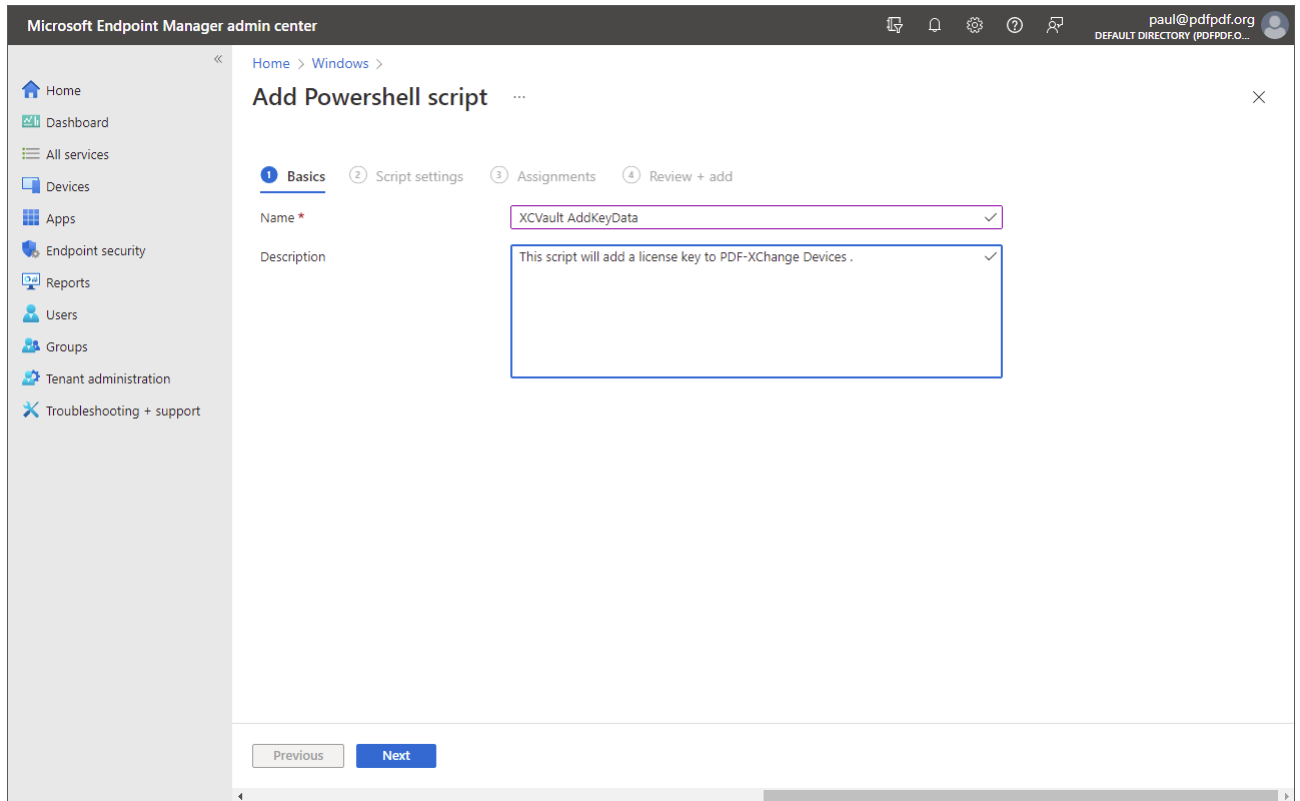 Microsoft Endpoint Manager admin center
paul@pdfpdf.org
DEFAULT DIRECTORY (PDFPDF.O...
«
Home
Dashboard
All services
Devices
Apps
Endpoint security
Reports
Users
Groups
Tenant administration
Troubleshooting + support
Home > Windows >
Add Powershell script ...
1 Basics 2 Script settings 3 Assignments 4 Review + add
Name *
XCVault AddKeyData
Description
This script will add a license key to PDF-XChange Devices .
Previous Next